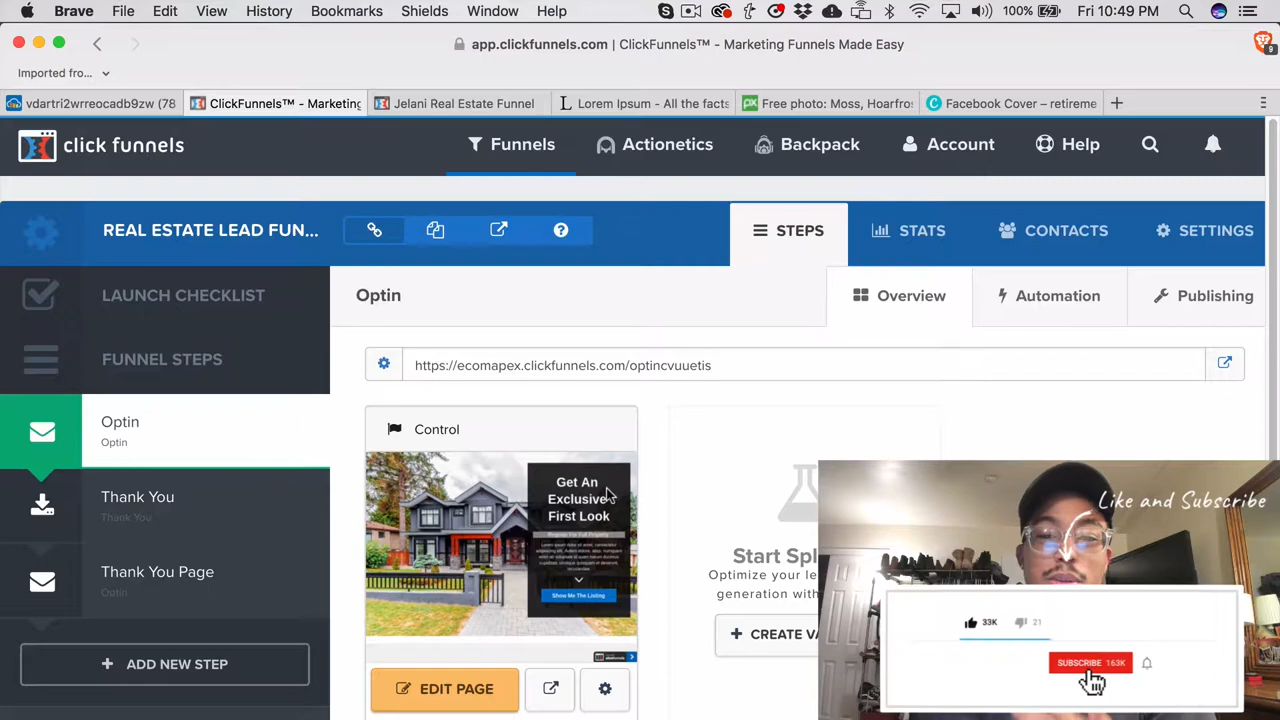 Brave File Edit View History Bookmarks Shields Window Help 100% Fri 10:49 PM
app.clickfunnels.com | ClickFunnels™ - Marketing Funnels Made Easy
9
Imported fro...
vdartri2wrreocadb9zw (78
ClickFunnels™ - Marketing
Jelani Real Estate Funnel
Lorem Ipsum - All the facts
Free photo: Moss, Hoarfros
Facebook Cover – retireme
click funnels
Funnels Actionetics Backpack Account Help
REAL ESTATE LEAD FUN...
STEPS STATS CONTACTS SETTINGS
LAUNCH CHECKLIST
Optin
Overview Automation Publishing
FUNNEL STEPS
https://ecomapex.clickfunnels.com/optincvuuetis
Optin
Optin
Control
Get An
Exclusive
First Look
Show Me The Listing
Thank You
Thank You
Thank You Page
Optin
Start Spl
Optimize your le
generation with
CREATE VA
ADD NEW STEP
EDIT PAGE
Like and Subscribe
33K 21
SUBSCRIBE 163K